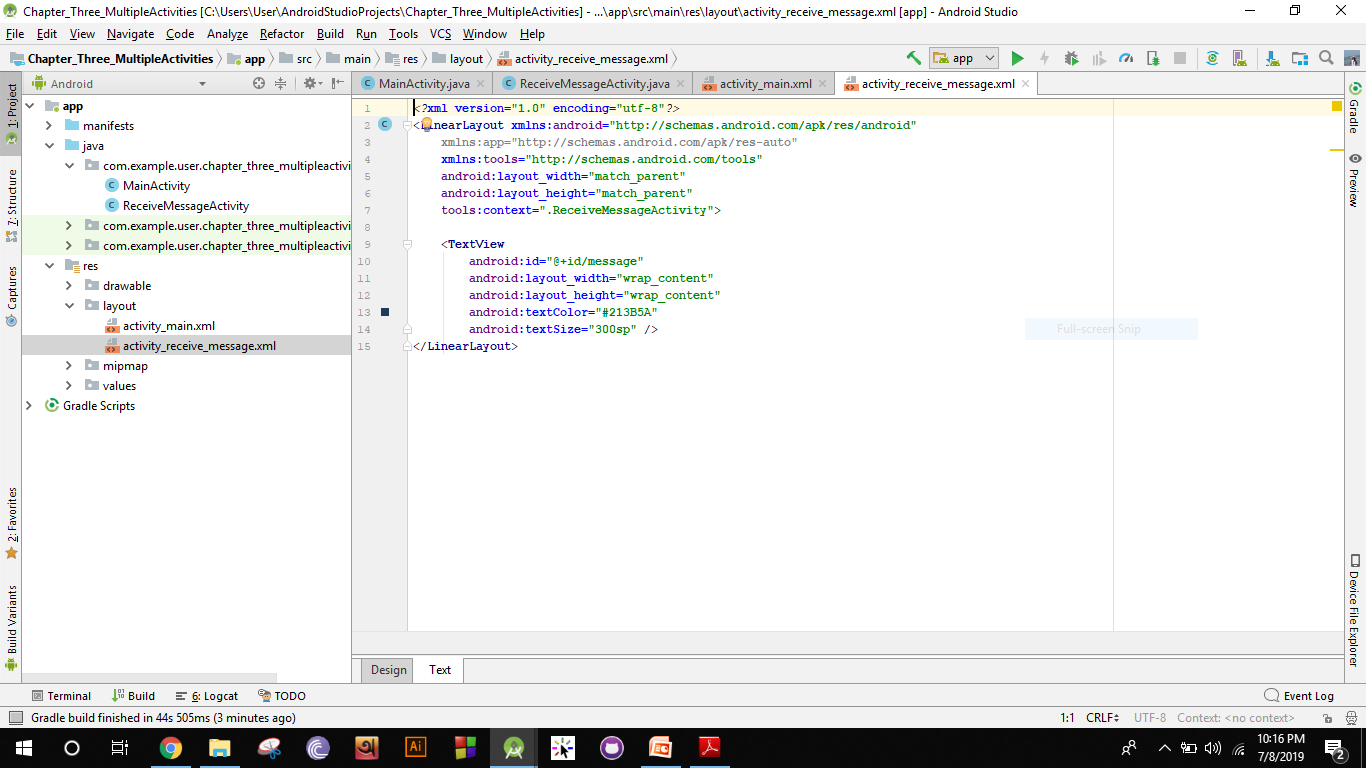 Chapter_Three_MultipleActivities [C:\Users\User\AndroidStudioProjects\Chapter_Three_MultipleActivities] - ...\app\src\main\res\layout\activity_receive_message.xml [app] - Android Studio
File Edit View Navigate Code Analyze Refactor Build Run Tools VCS Window Help
Chapter_Three_MultipleActivities app src main res layout activity_receive_message.xml app
1: Project
7: Structure
Captures
2: Favorites
Build Variants
Android
app
manifests
java
com.example.user.chapter_three_multipleactivi
MainActivity
ReceiveMessageActivity
com.example.user.chapter_three_multipleactivi
com.example.user.chapter_three_multipleactivi
res
drawable
layout
activity_main.xml
activity_receive_message.xml
mipmap
values
Gradle Scripts
MainActivity.java ReceiveMessageActivity.java activity_main.xml activity_receive_message.xml
1 <?xml version="1.0" encoding="utf-8"?>
2 <LinearLayout xmlns:android="http://schemas.android.com/apk/res/android"
3 xmlns:app="http://schemas.android.com/apk/res-auto"
4 xmlns:tools="http://schemas.android.com/tools"
5 android:layout_width="match_parent"
6 android:layout_height="match_parent"
7 tools:context=".ReceiveMessageActivity">
8
9 <TextView
10 android:id="@+id/message"
11 android:layout_width="wrap_content"
12 android:layout_height="wrap_content"
13 android:textColor="#213B5A"
14 android:textSize="300sp" />
15 </LinearLayout>
Full-screen Snip
Gradle
Preview
Device File Explorer
Design Text
Terminal Build 6: Logcat TODO Event Log
Gradle build finished in 44s 505ms (3 minutes ago) 1:1 CRLF UTF-8 Context: <no context>
Ai
10:16 PM
7/8/2019
2